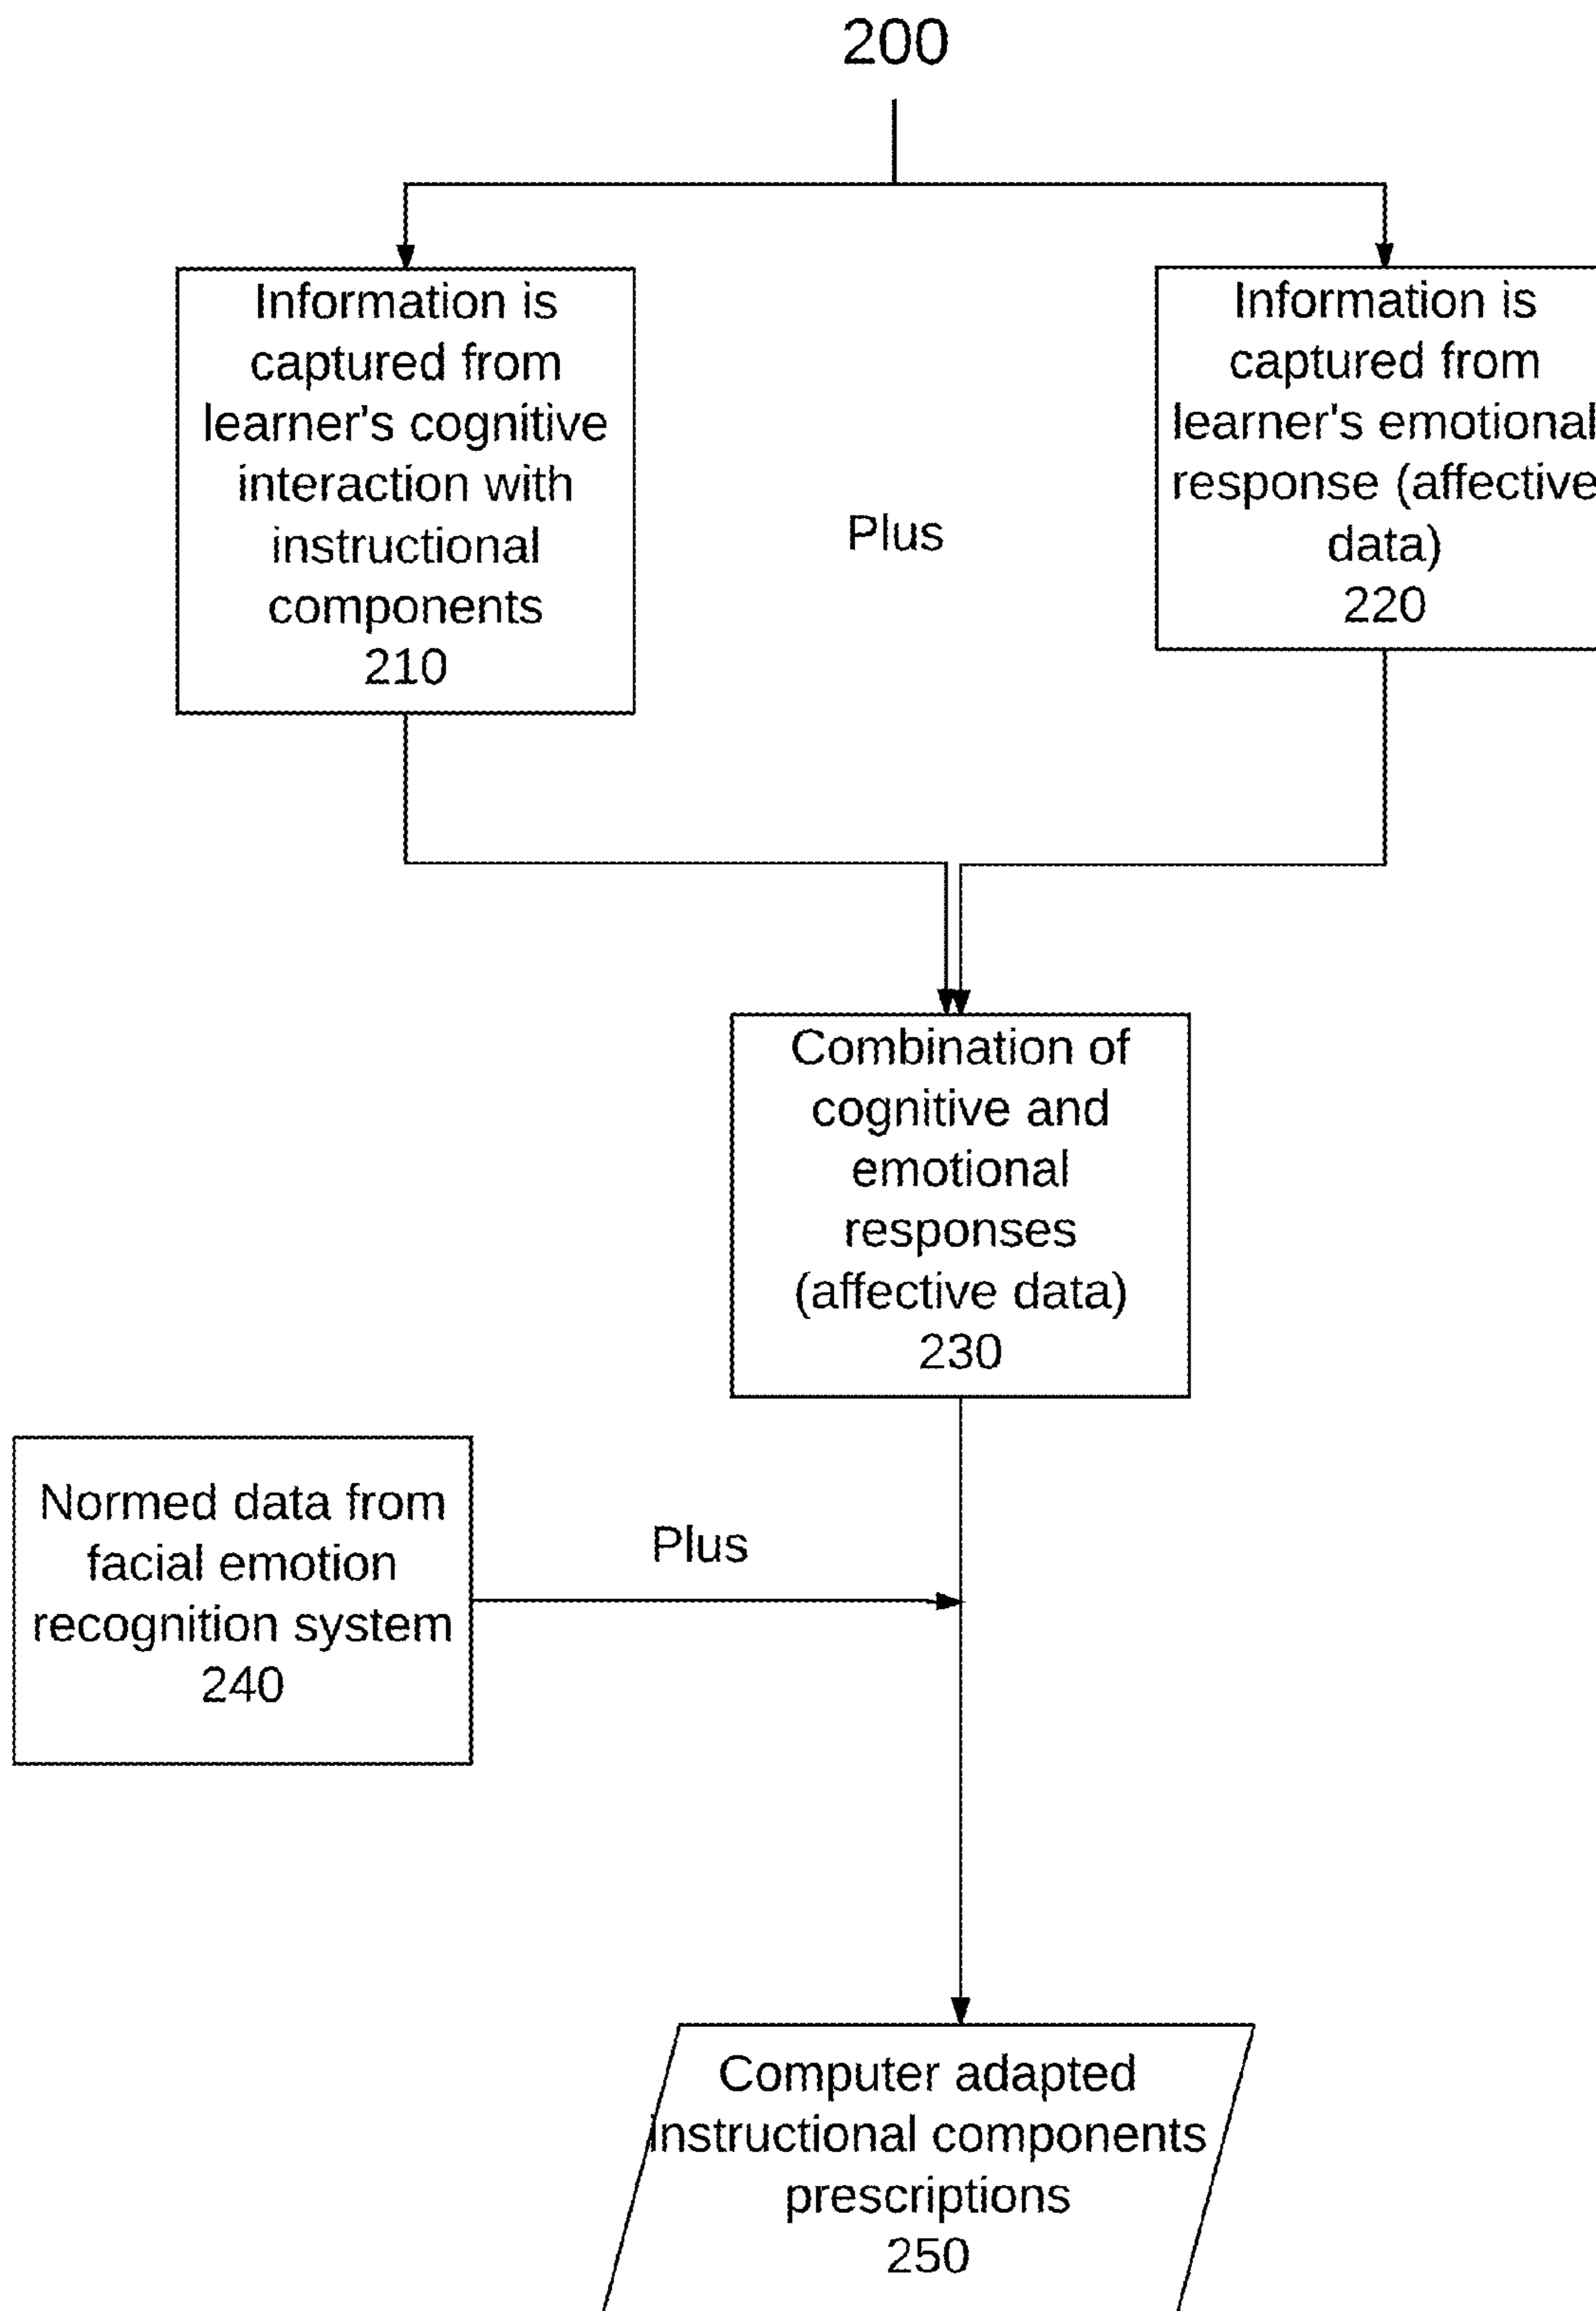 200
Information is
captured from
learner's cognitive
interaction with
instructional
components
210
Plus
Information is
captured from
learner's emotional
response (affective
data)
220
Combination of
cognitive and
emotional
responses
(affective data)
230
Normed data from
facial emotion
recognition system
240
Plus
Computer adapted
instructional components
prescriptions
250